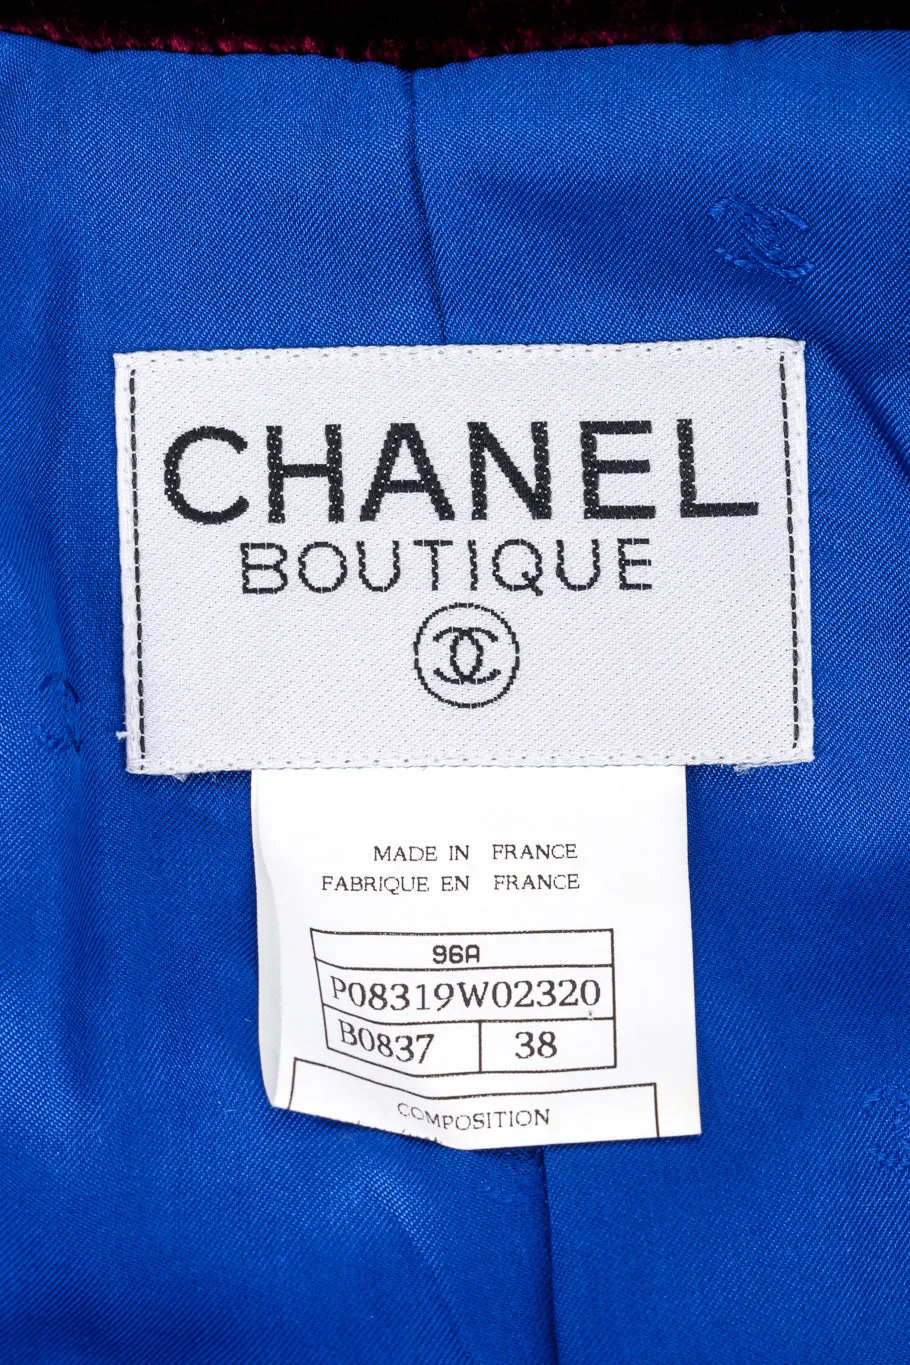 CHANEL
BOUTIQUE
MADE IN FRANCE
FABRIQUE EN FRANCE
96A
P08319W02320
B0837 38
COMPOSITION